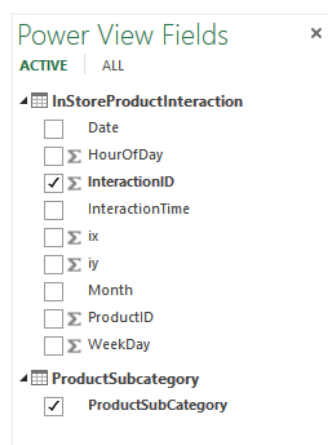 Power View Fields ×
ACTIVE ALL
InStoreProductInteraction
Date
Σ HourOfDay
Σ InteractionID
InteractionTime
Σ ix
Σ iy
Month
Σ ProductID
Σ WeekDay
ProductSubcategory
ProductSubCategory